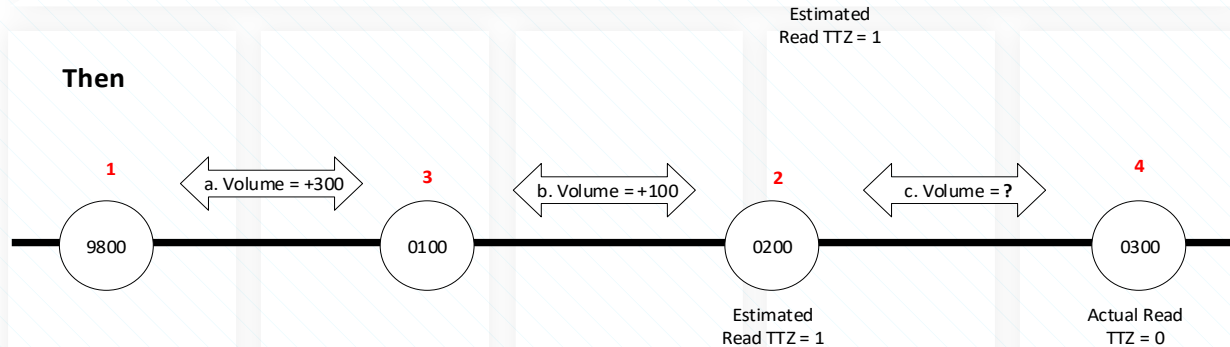 Estimated
Read TTZ = 1
Then
1
a. Volume = +300
3
b. Volume = +100
2
c. Volume = ?
4
9800
0100
0200
0300
Estimated
Read TTZ = 1
Actual Read
TTZ = 0